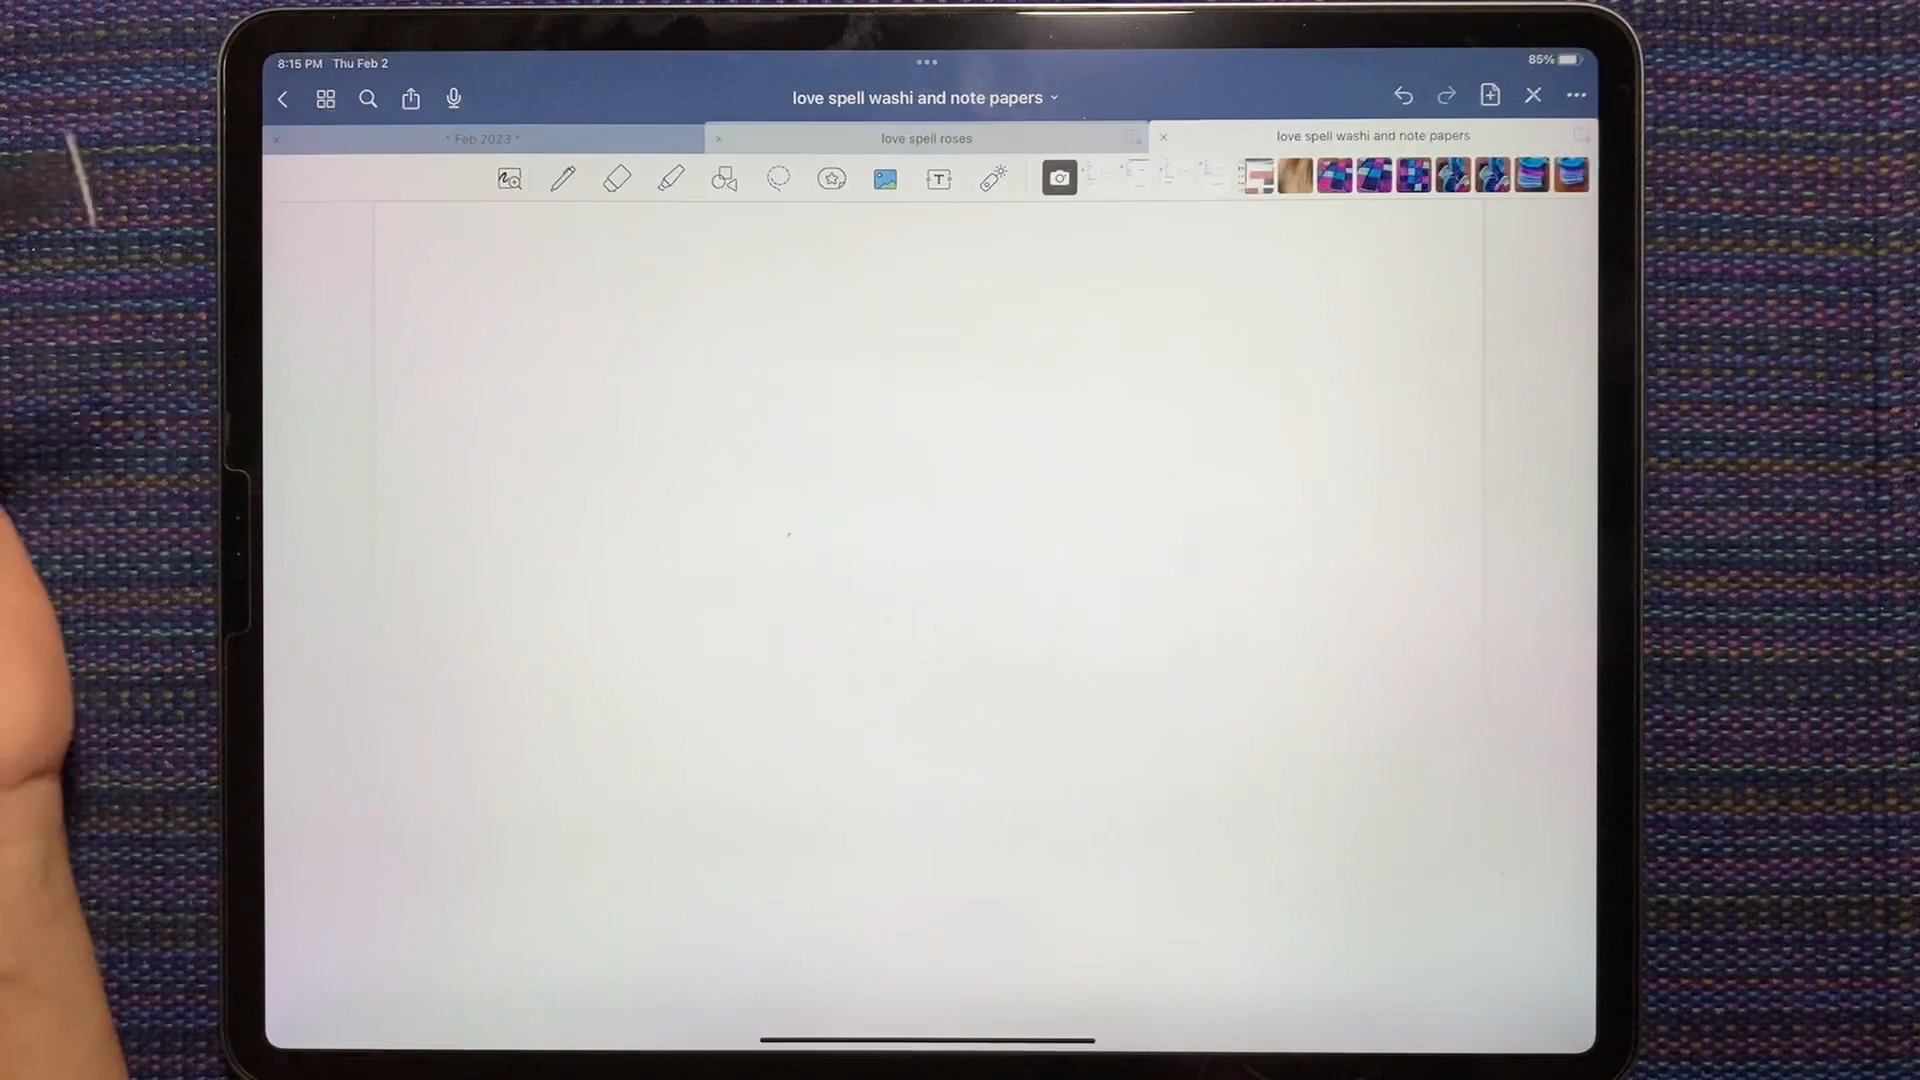 8:15 PM Thu Feb 2
85%
love spell washi and note papers
* Feb 2023 *
love spell roses
love spell washi and note papers
T